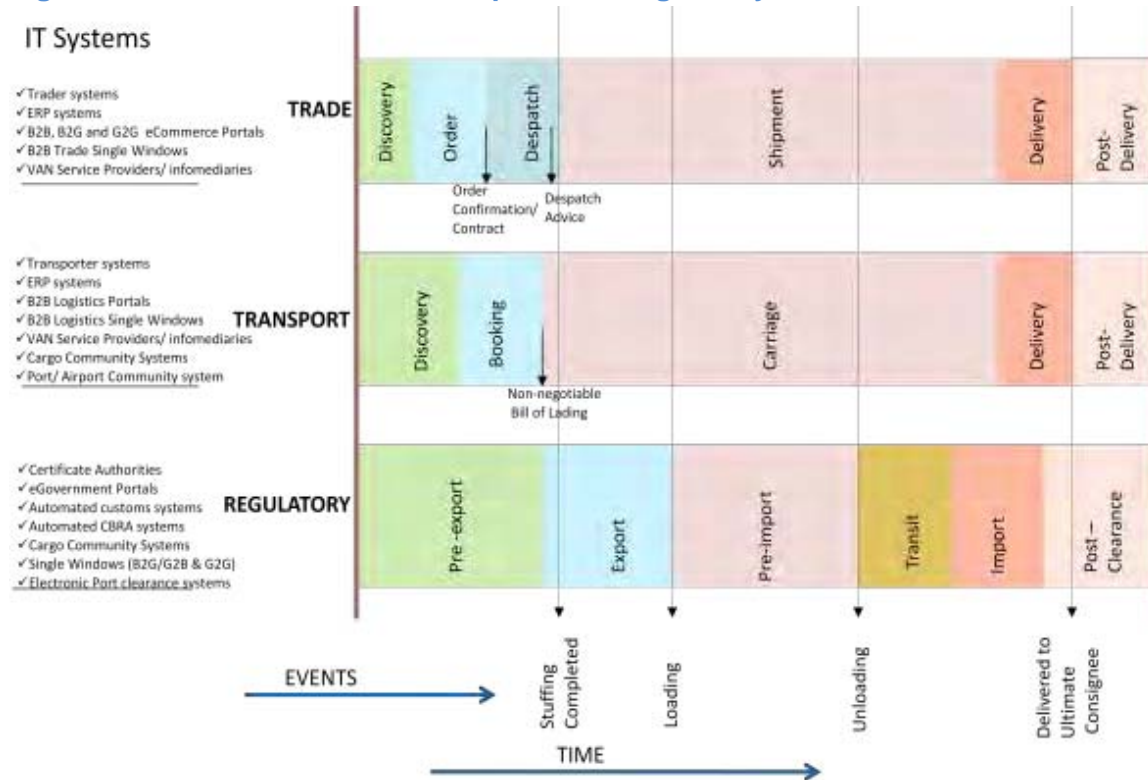 IT Systems
✓Trader systems
✓ERP systems
✓B2B, B2G and G2G eCommerce Portals
✓B2B Trade Single Windows
✓VAN Service Providers/ infomediaries
TRADE
Discovery
Order
Despatch
Shipment
Delivery
Post-
Delivery
Order
Confirmation/
Contract
Despatch
Advice
✓Transporter systems
✓ERP systems
✓B2B Logistics Portals
✓B2B Logistics Single Windows
✓VAN Service Providers/ infomediaries
✓Cargo Community Systems
✓Port/ Airport Community system
TRANSPORT
Discovery
Booking
Carriage
Delivery
Post-
Delivery
Non-negotiable
Bill of Lading
✓Certificate Authorities
✓eGovernment Portals
✓Automated customs systems
✓Automated CBRA systems
✓Cargo Community Systems
✓Single Windows (B2G/G2B & G2G)
✓Electronic Port clearance systems
REGULATORY
Pre -export
Export
Pre-import
Transit
Import
Post –
Clearance
EVENTS
Stuffing
Completed
Loading
Unloading
Delivered to
Ultimate
Consignee
TIME